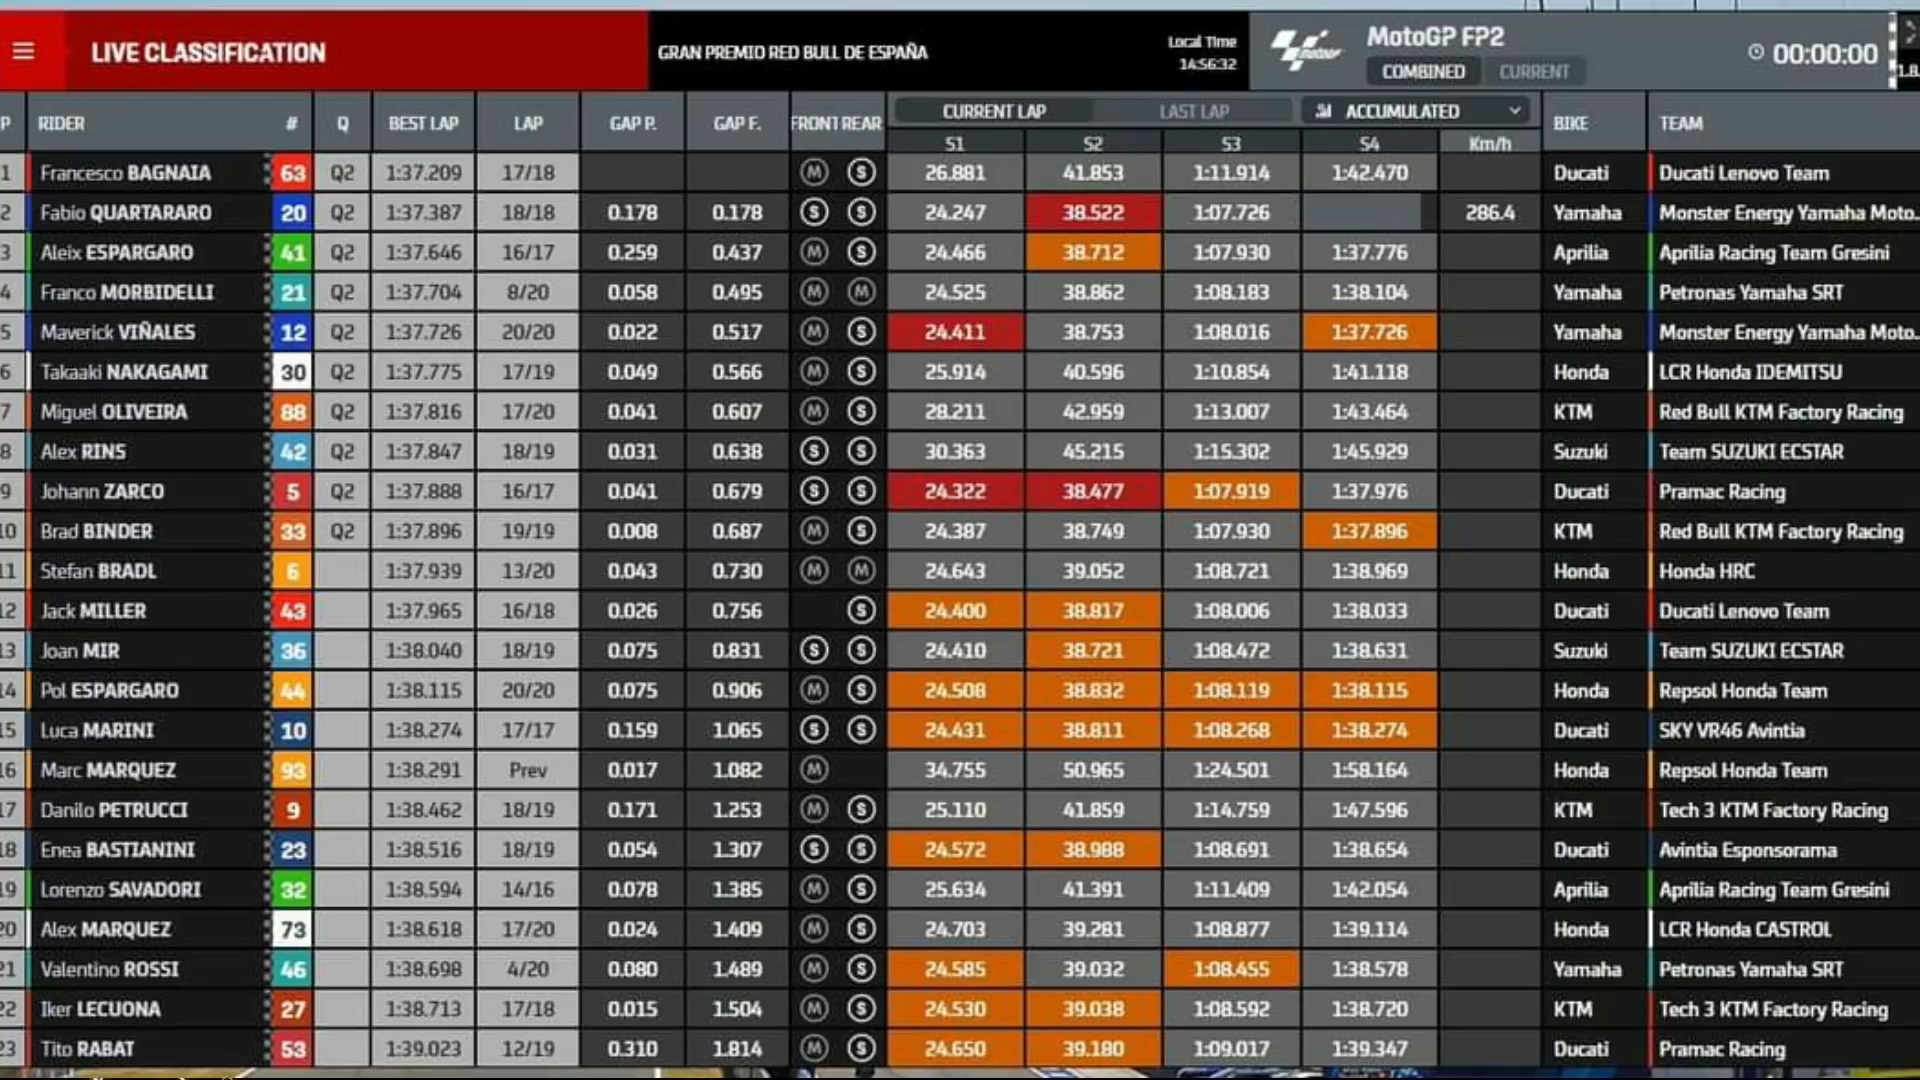 LIVE CLASSIFICATION
GRAN PREMIO RED BULL DE ESPAÑA
Local Time
14:56:32
MotoGP FP2
COMBINED CURRENT
00:00:00
1.8.
P RIDER # Q BEST LAP LAP GAP P. GAP F. FRONT REAR CURRENT LAP LAST LAP ACCUMULATED BIKE TEAM
S1 S2 S3 S4 Km/h
1 Francesco BAGNAIA 63 Q2 1:37.209 17/18 M S 26.881 41.853 1:11.914 1:42.470 Ducati Ducati Lenovo Team
2 Fabio QUARTARARO 20 Q2 1:37.387 18/18 0.178 0.178 S S 24.247 38.522 1:07.726 286.4 Yamaha Monster Energy Yamaha Moto...
3 Aleix ESPARGARO 41 Q2 1:37.646 16/17 0.259 0.437 M S 24.466 38.712 1:07.930 1:37.776 Aprilia Aprilia Racing Team Gresini
4 Franco MORBIDELLI 21 Q2 1:37.704 8/20 0.058 0.495 M M 24.525 38.862 1:08.183 1:38.104 Yamaha Petronas Yamaha SRT
5 Maverick VIÑALES 12 Q2 1:37.726 20/20 0.022 0.517 M S 24.411 38.753 1:08.016 1:37.726 Yamaha Monster Energy Yamaha Moto...
6 Takaaki NAKAGAMI 30 Q2 1:37.775 17/19 0.049 0.566 M S 25.914 40.596 1:10.854 1:41.118 Honda LCR Honda IDEMITSU
7 Miguel OLIVEIRA 88 Q2 1:37.816 17/20 0.041 0.607 M S 28.211 42.959 1:13.007 1:43.464 KTM Red Bull KTM Factory Racing
8 Alex RINS 42 Q2 1:37.847 18/19 0.031 0.638 S S 30.363 45.215 1:15.302 1:45.929 Suzuki Team SUZUKI ECSTAR
9 Johann ZARCO 5 Q2 1:37.888 16/17 0.041 0.679 S S 24.322 38.477 1:07.919 1:37.976 Ducati Pramac Racing
10 Brad BINDER 33 Q2 1:37.896 19/19 0.008 0.687 M S 24.387 38.749 1:07.930 1:37.896 KTM Red Bull KTM Factory Racing
11 Stefan BRADL 6 1:37.939 13/20 0.043 0.730 M M 24.643 39.052 1:08.721 1:38.969 Honda Honda HRC
12 Jack MILLER 43 1:37.965 16/18 0.026 0.756 S 24.400 38.817 1:08.006 1:38.033 Ducati Ducati Lenovo Team
13 Joan MIR 36 1:38.040 18/19 0.075 0.831 S S 24.410 38.721 1:08.472 1:38.631 Suzuki Team SUZUKI ECSTAR
14 Pol ESPARGARO 44 1:38.115 20/20 0.075 0.906 M S 24.508 38.832 1:08.119 1:38.115 Honda Repsol Honda Team
15 Luca MARINI 10 1:38.274 17/17 0.159 1.065 S S 24.431 38.811 1:08.268 1:38.274 Ducati SKY VR46 Avintia
16 Marc MARQUEZ 93 1:38.291 Prev 0.017 1.082 M 34.755 50.965 1:24.501 1:58.164 Honda Repsol Honda Team
17 Danilo PETRUCCI 9 1:38.462 18/19 0.171 1.253 M S 25.110 41.859 1:14.759 1:47.596 KTM Tech 3 KTM Factory Racing
18 Enea BASTIANINI 23 1:38.516 18/19 0.054 1.307 S S 24.572 38.988 1:08.691 1:38.654 Ducati Avintia Esponsorama
19 Lorenzo SAVADORI 32 1:38.594 14/16 0.078 1.385 M S 25.634 41.391 1:11.409 1:42.054 Aprilia Aprilia Racing Team Gresini
20 Alex MARQUEZ 73 1:38.618 17/20 0.024 1.409 M S 24.703 39.281 1:08.877 1:39.114 Honda LCR Honda CASTROL
21 Valentino ROSSI 46 1:38.698 4/20 0.080 1.489 M S 24.585 39.032 1:08.455 1:38.578 Yamaha Petronas Yamaha SRT
22 Iker LECUONA 27 1:38.713 17/18 0.015 1.504 M S 24.530 39.038 1:08.592 1:38.720 KTM Tech 3 KTM Factory Racing
23 Tito RABAT 53 1:39.023 12/19 0.310 1.814 M S 24.650 39.180 1:09.017 1:39.347 Ducati Pramac Racing